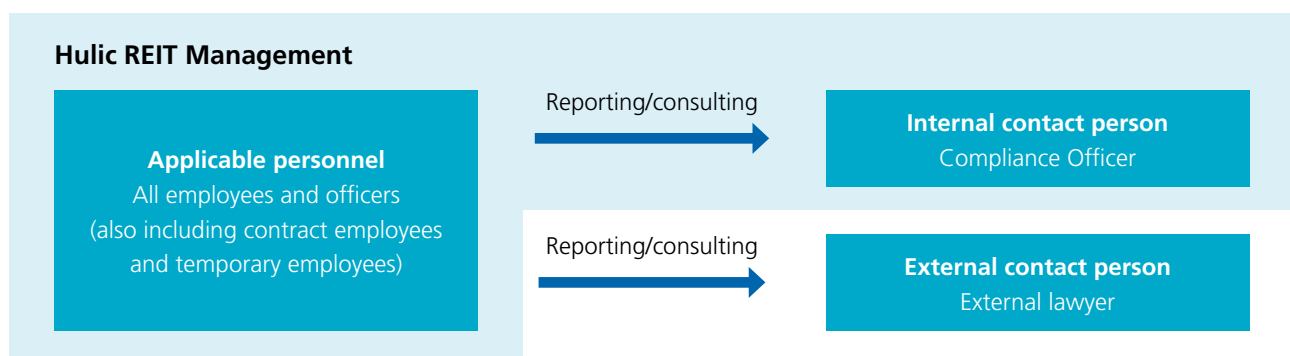 Hulic REIT Management
Applicable personnel
All employees and officers
(also including contract employees
and temporary employees)
Reporting/consulting
Internal contact person
Compliance Officer
Reporting/consulting
External contact person
External lawyer